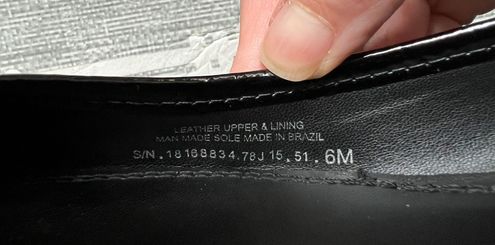 LEATHER UPPER & LINING
MAN MADE SOLE MADE IN BRAZIL
S/N.18168834.78J 15.51. 6M